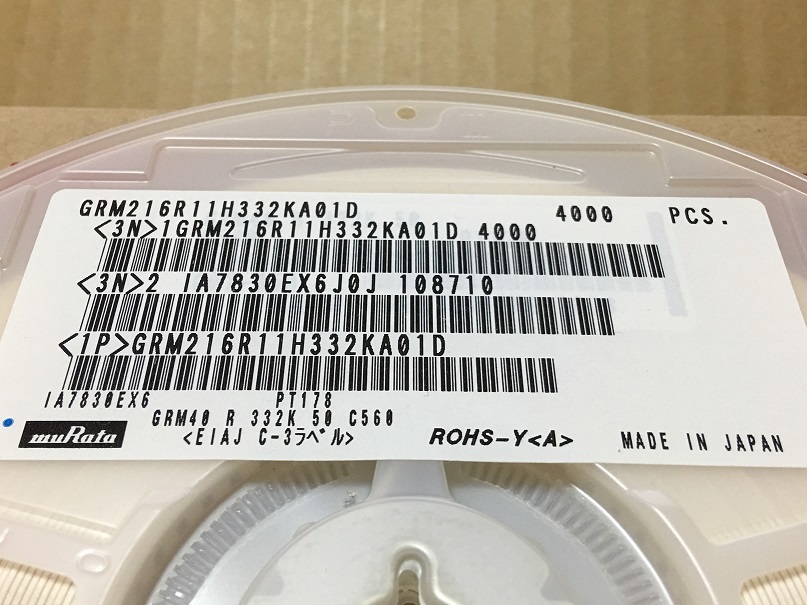 GRM216R11H332KA01D 4000 PCS.
<3N>1GRM216R11H332KA01D 4000
<3N>2 IA7830EX6J0J 108710
<1P>GRM216R11H332KA01D
IA7830EX6 PT178
GRM40 R 332K 50 C560
muRata <EIAJ C-3ラベル> ROHS-Y<A> MADE IN JAPAN